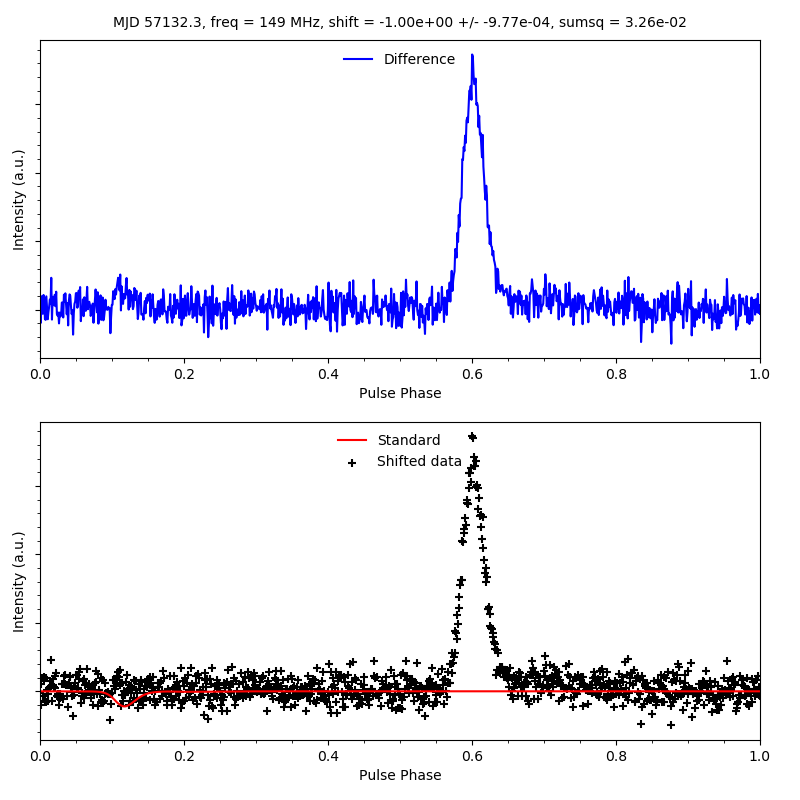 MJD 57132.3, freq = 149 MHz, shift = -1.00e+00 +/- -9.77e-04, sumsq = 3.26e-02
Difference
Intensity (a.u.)
0.0 0.2 0.4 0.6 0.8 1.0
Pulse Phase
Standard
Shifted data
Intensity (a.u.)
0.0 0.2 0.4 0.6 0.8 1.0
Pulse Phase